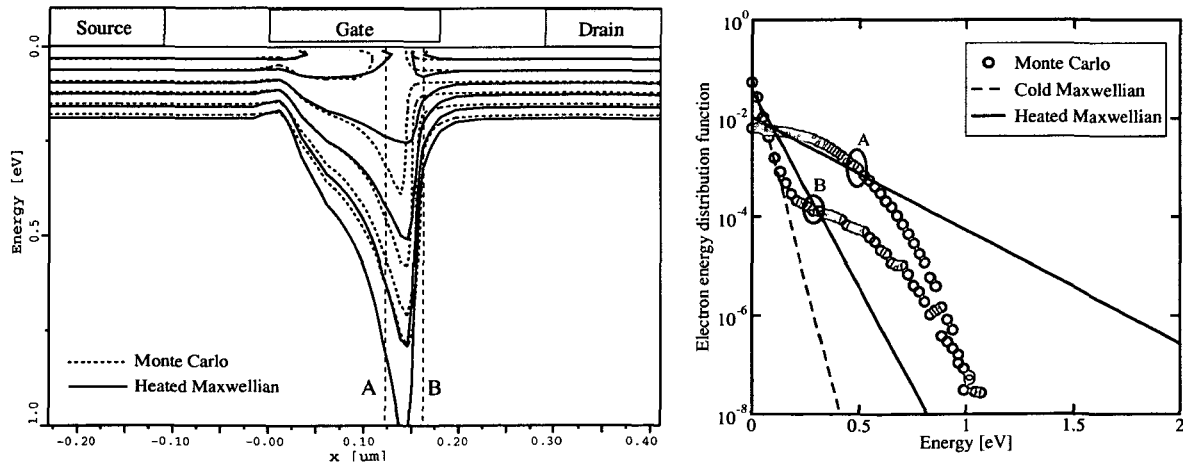 Source
Gate
Drain
0.0
0.5
1.0
Energy [eV]
Monte Carlo
Heated Maxwellian
A
B
-0.20
-0.10
-0.00
0.10
0.20
0.30
0.40
x [um]
10^0
10^-2
10^-4
10^-6
10^-8
Electron energy distribution function
Monte Carlo
Cold Maxwellian
Heated Maxwellian
A
B
0
0.5
1
1.5
2
Energy [eV]